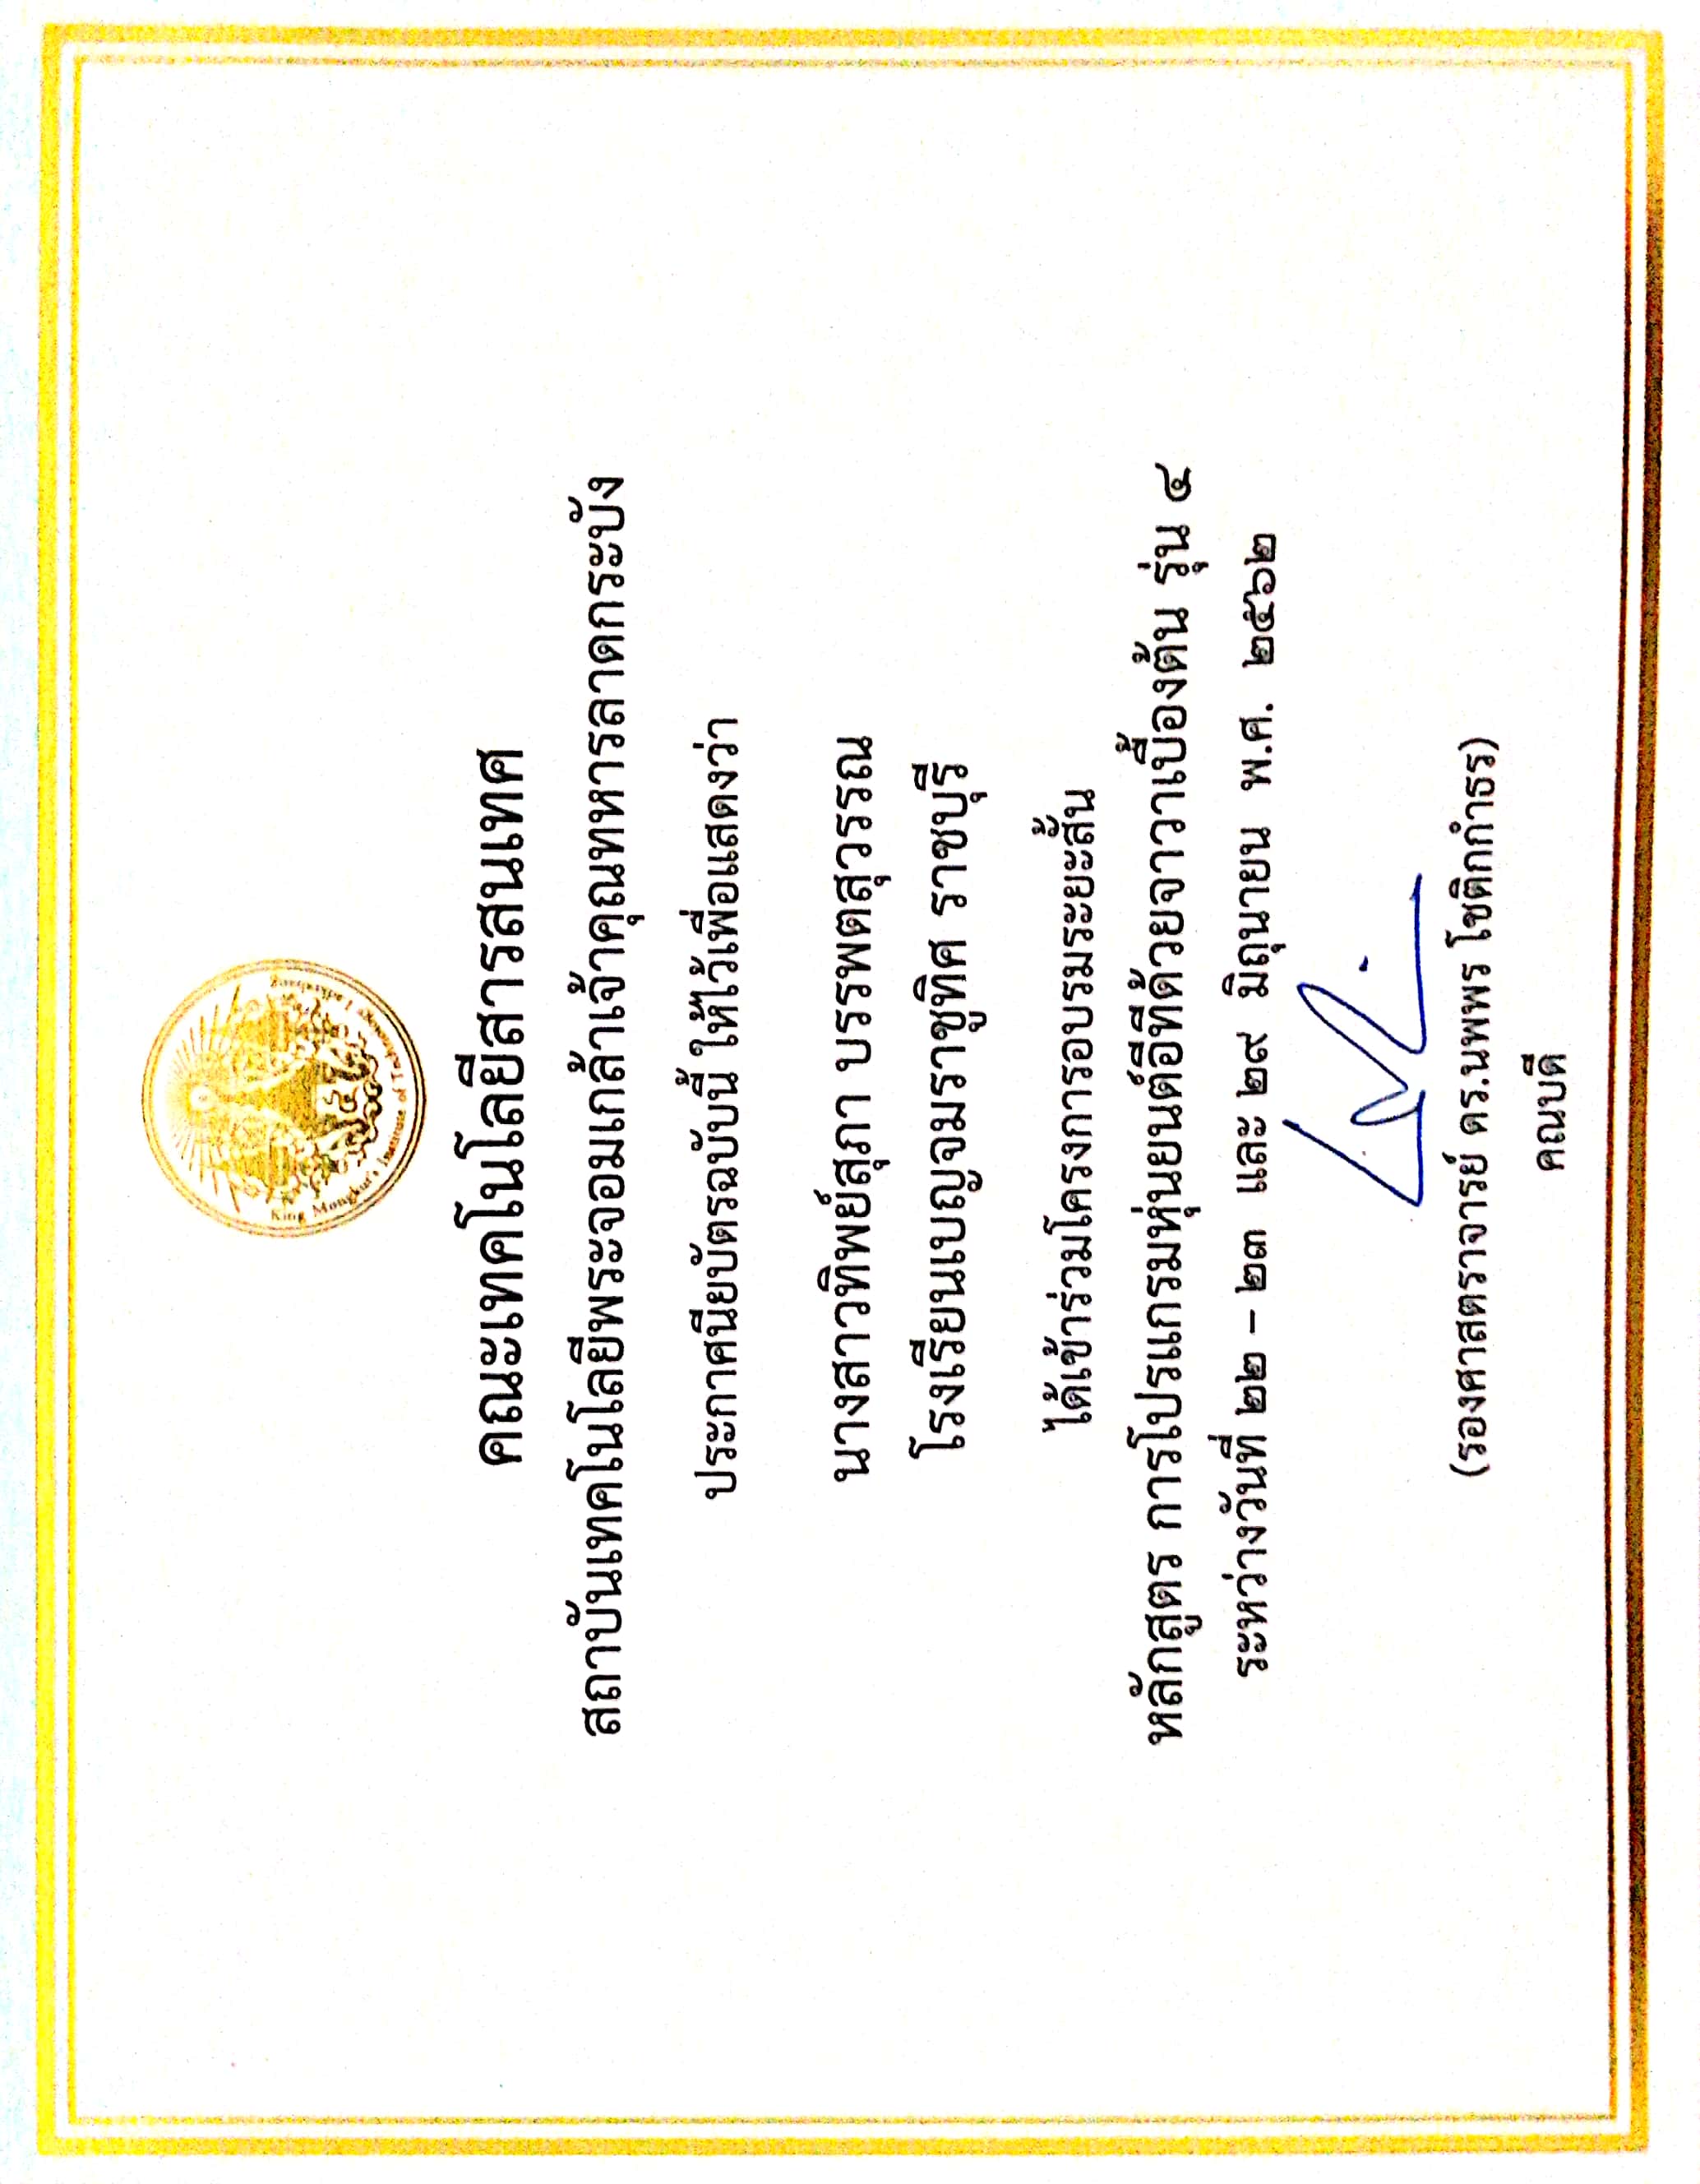 King Mongkut's Institute of Technology Ladkrabang
คณะเทคโนโลยีสารสนเทศ
สถาบันเทคโนโลยีพระจอมเกล้าเจ้าคุณทหารลาดกระบัง
ประกาศนียบัตรฉบับนี้ ให้ไว้เพื่อแสดงว่า
นางสาวทิพย์สุภา บรรพตสุวรรณ
โรงเรียนเบญจมราชูทิศ ราชบุรี
ได้เข้าร่วมโครงการอบรมระยะสั้น
หลักสูตร การโปรแกรมหุ่นยนต์อีทีด้วยจาวาเบื้องต้น รุ่น ๔
ระหว่างวันที่ ๒๒ – ๒๓ และ ๒๙ มิถุนายน พ.ศ. ๒๕๖๒
(รองศาสตราจารย์ ดร.นพพร โชติกกำธร)
คณบดี